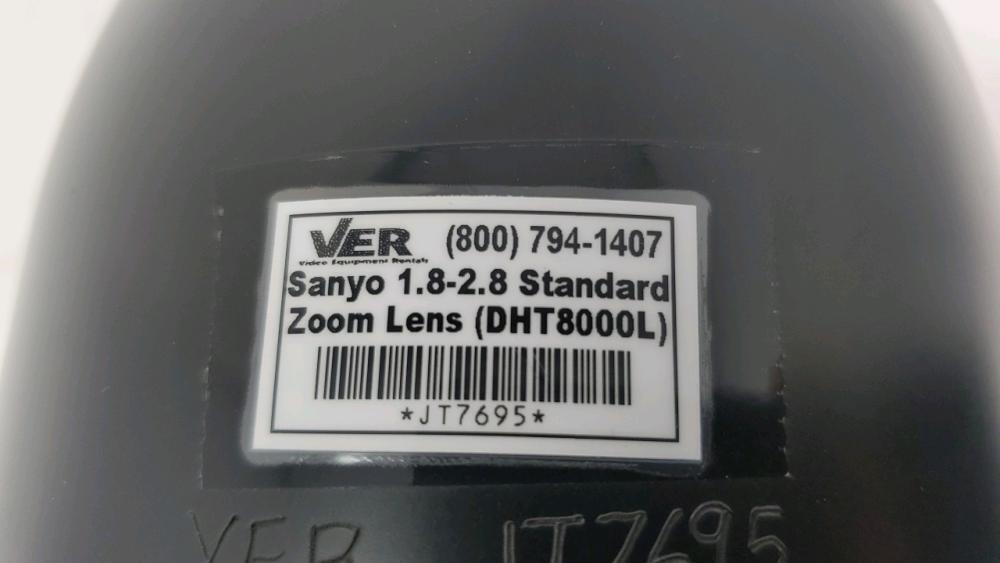 VER (800) 794-1407
Video Equipment Rentals
Sanyo 1.8-2.8 Standard
Zoom Lens (DHT8000L)
*JT7695*
VER JT7695